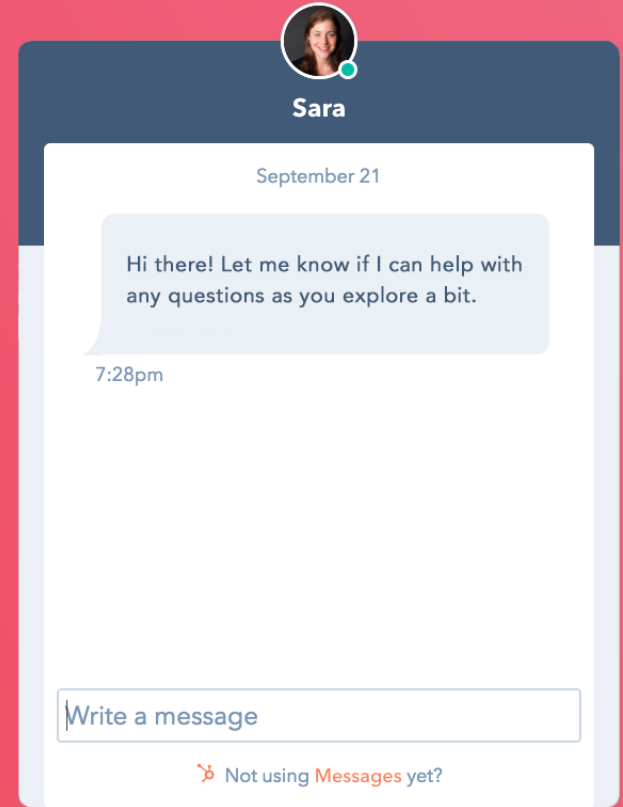 Sara
September 21
Hi there! Let me know if I can help with
any questions as you explore a bit.
7:28pm
Write a message
Not using Messages yet?